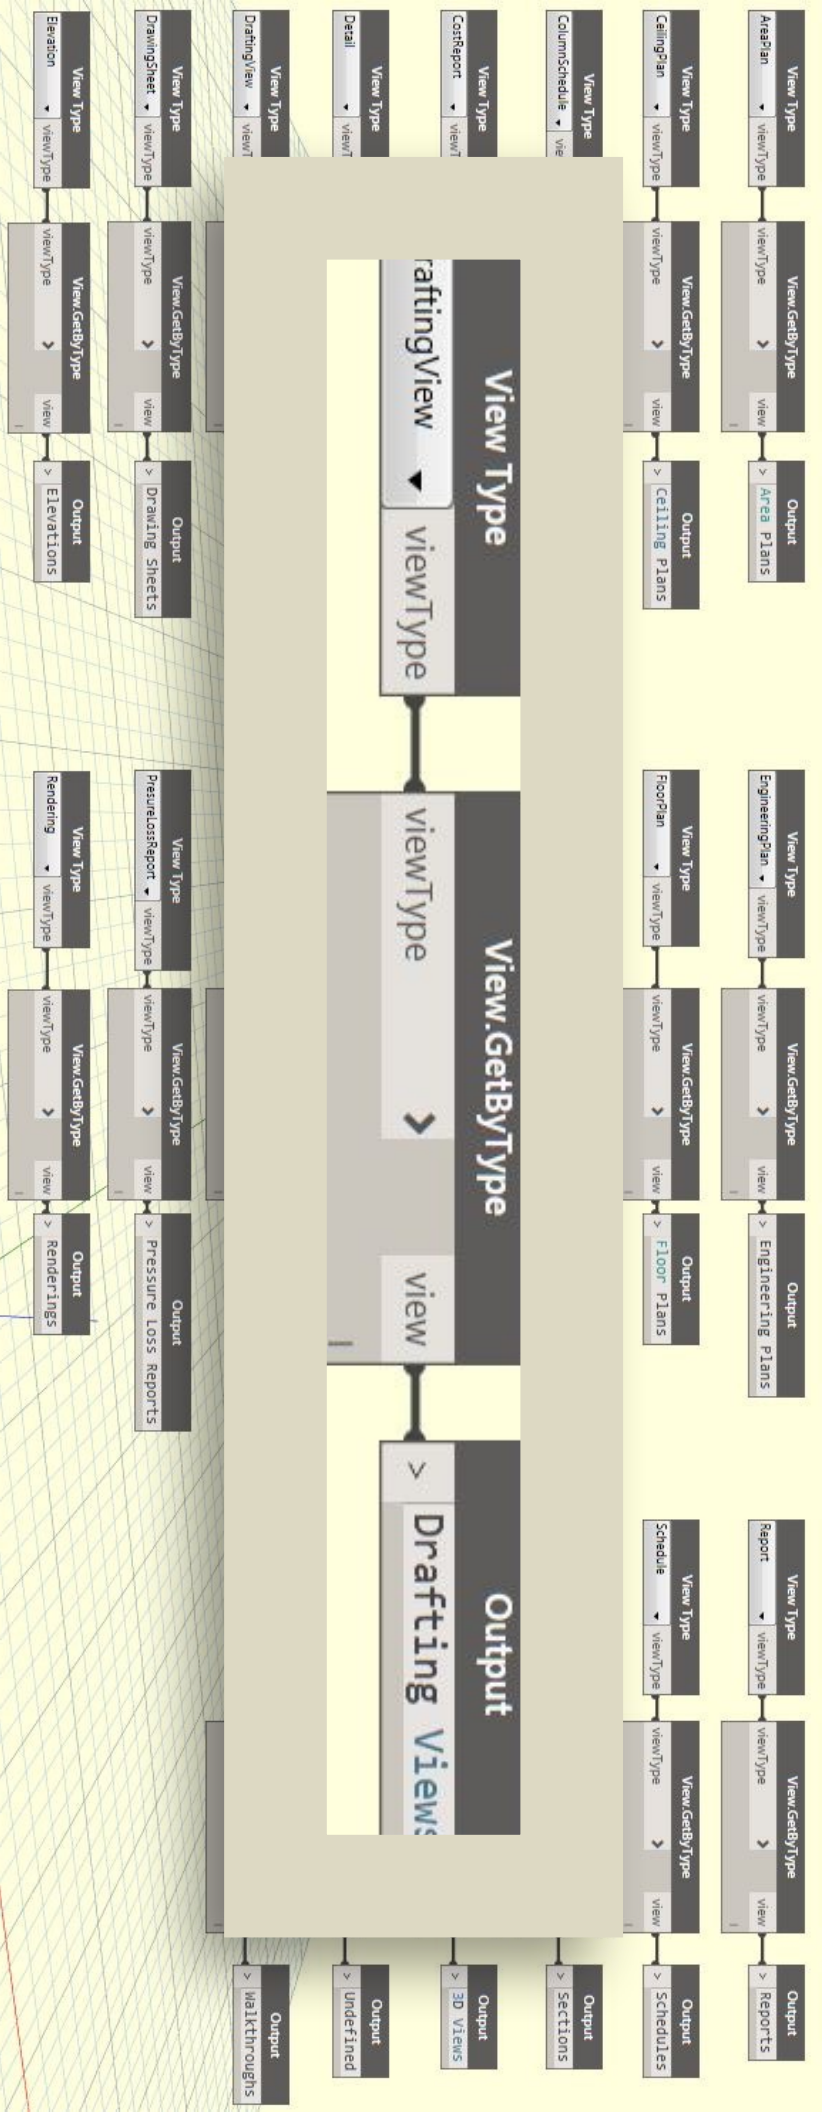 View Type View.GetByType Output View Type View.GetByType Output View Type View.GetByType Output
AreaPlan viewType viewType view > Area Plans EngineeringPlan viewType viewType view > Engineering Plans Report viewType viewType view > Reports
View Type View.GetByType Output View Type View.GetByType Output View Type View.GetByType Output
CeilingPlan viewType viewType view > Ceiling Plans FloorPlan viewType viewType view > Floor Plans Schedule viewType viewType view > Schedules
View Type Output
ColumnSchedule vie > Sections
View Type View.GetByType Output
raftingView viewType viewType view > Drafting Views
View Type Output
CostReport viewT > 3D Views
View Type Output
Detail viewT > Undefined
View Type Output
DraftingView viewT > Walkthroughs
View Type View.GetByType Output View Type View.GetByType Output
DrawingSheet viewType viewType view > Drawing Sheets PresureLossReport viewType viewType view > Pressure Loss Reports
View Type View.GetByType Output View Type View.GetByType Output
Elevation viewType viewType view > Elevations Rendering viewType viewType view > Renderings